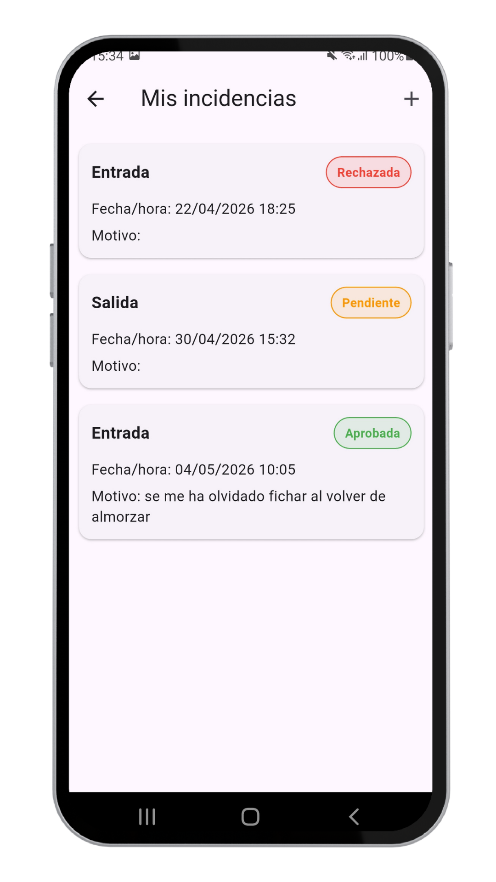 15:34 100%
Mis incidencias
Entrada Rechazada
Fecha/hora: 22/04/2026 18:25
Motivo:
Salida Pendiente
Fecha/hora: 30/04/2026 15:32
Motivo:
Entrada Aprobada
Fecha/hora: 04/05/2026 10:05
Motivo: se me ha olvidado fichar al volver de
almorzar